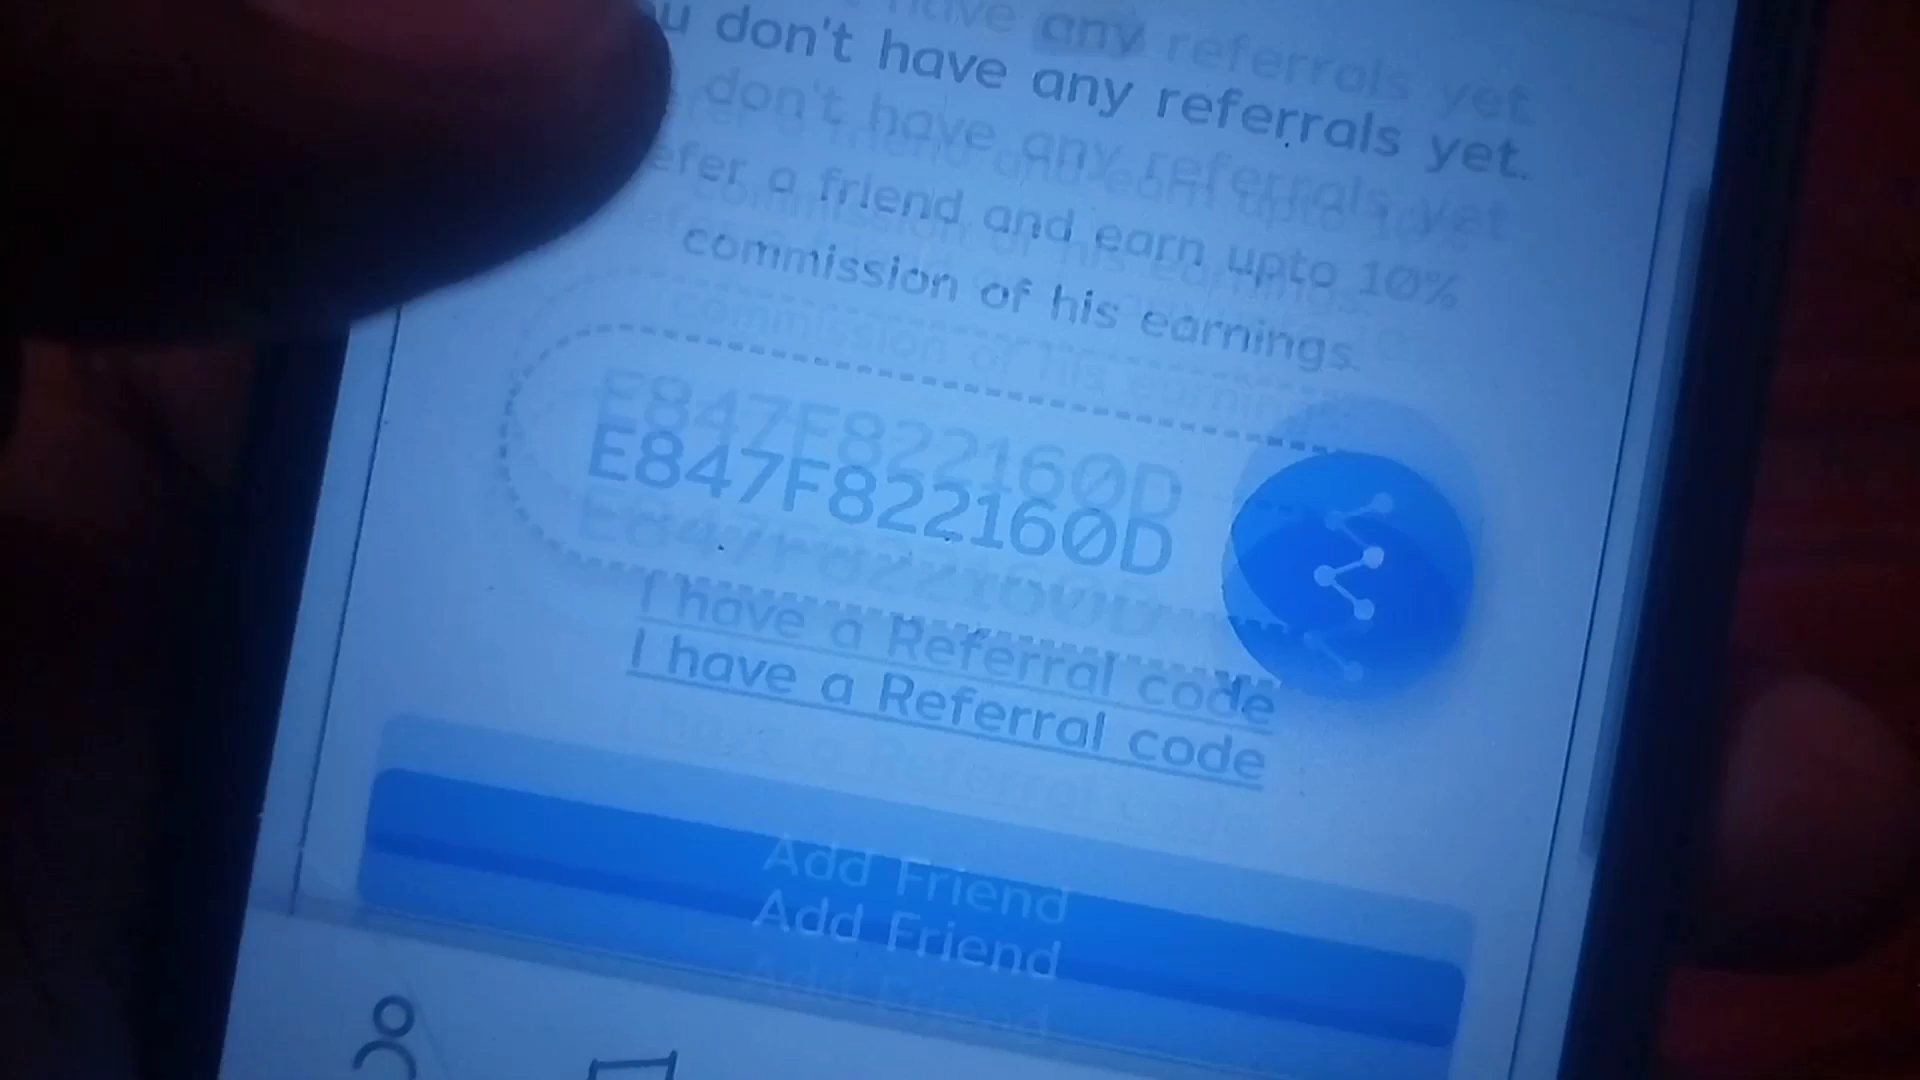 don't have any referrals yet.
a friend and earn upto 10%
commission of his earnings.
E847F822160D
I have a Referral code
Add Friend